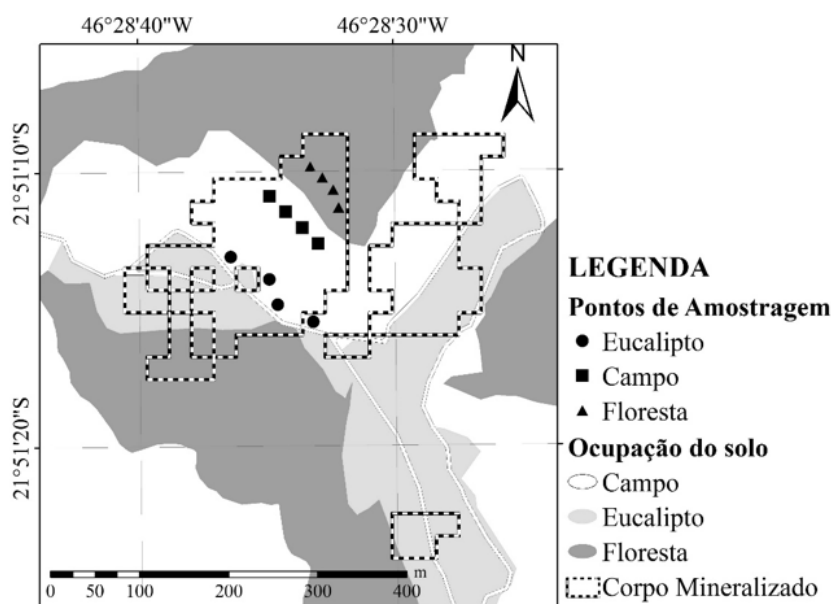 46°28'40"W
46°28'30"W
N
21°51'10"S
21°51'20"S
LEGENDA
Pontos de Amostragem
Eucalipto
Campo
Floresta
Ocupação do solo
Campo
Eucalipto
Floresta
Corpo Mineralizado
m
0 50 100 200 300 400